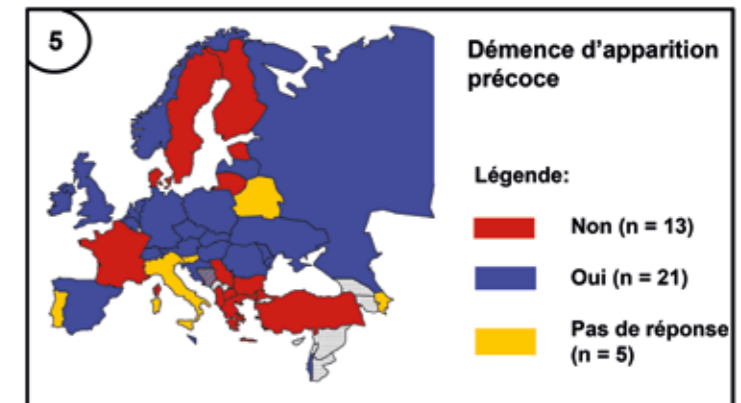 5
Démence d'apparition
précoce
Légende:
Non (n = 13)
Oui (n = 21)
Pas de réponse
(n = 5)